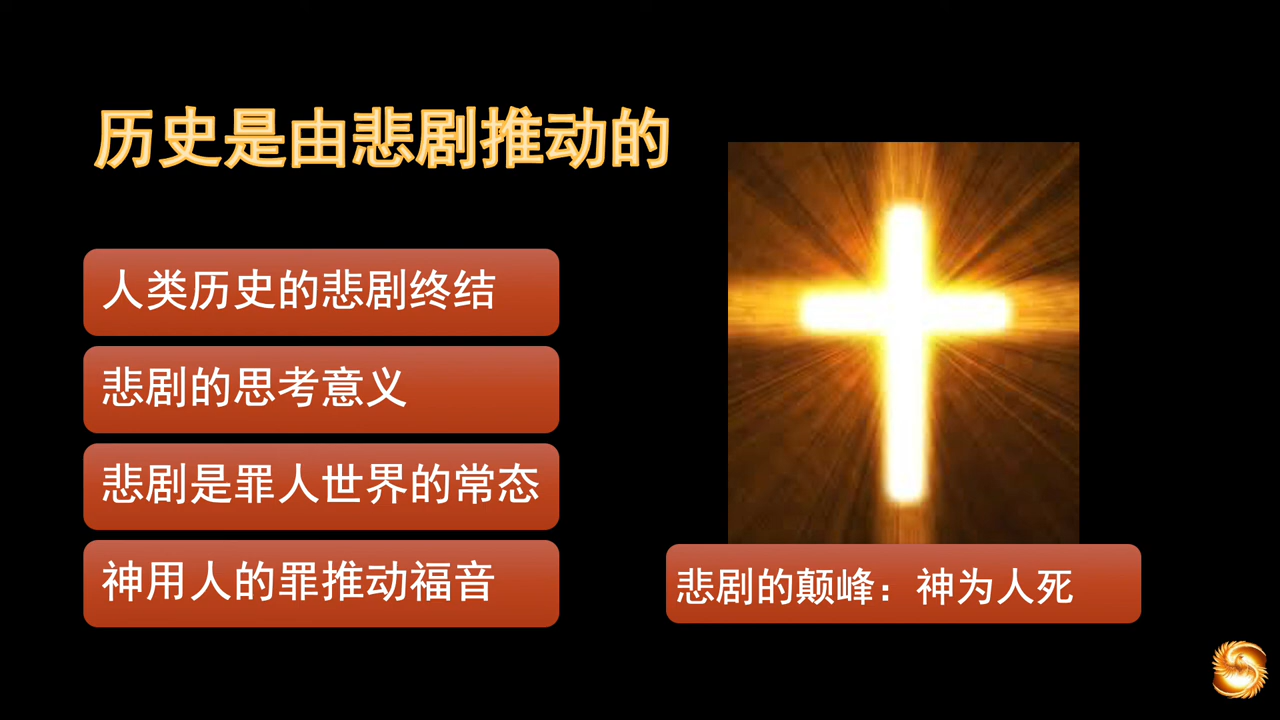 历史是由悲剧推动的
人类历史的悲剧终结
悲剧的思考意义
悲剧是罪人世界的常态
神用人的罪推动福音
悲剧的颠峰：神为人死